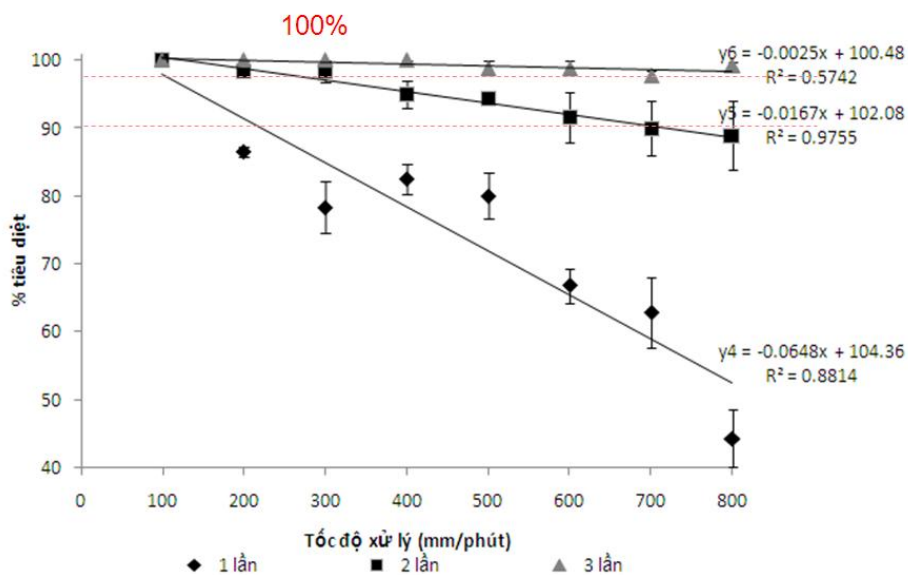 100%
100
90
80
70
60
50
40
% tiêu diệt
y6 = -0.0025x + 100.48
R² = 0.5742
y5 = -0.0167x + 102.08
R² = 0.9755
y4 = -0.0648x + 104.36
R² = 0.8814
0 100 200 300 400 500 600 700 800
Tốc độ xử lý (mm/phút)
1 lần 2 lần 3 lần